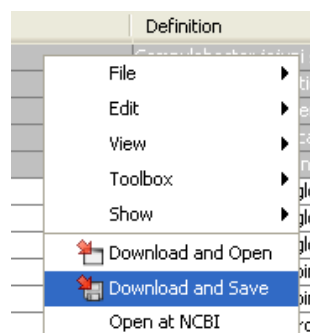 Definition
File
Edit
View
Toolbox
Show
Download and Open
Download and Save
Open at NCBI